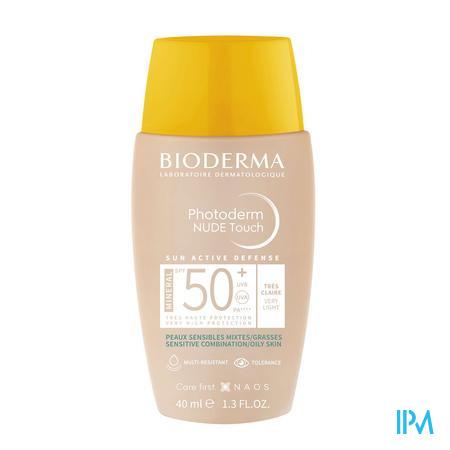 BIODERMA
LABORATOIRE DERMATOLOGIQUE
Photoderm
NUDE Touch
SUN ACTIVE DEFENSE
MINERAL SPF 50+ UVB UVA PA++++
TRÈS CLAIRE
VERY LIGHT
TRÈS HAUTE PROTECTION
VERY HIGH PROTECTION
PEAUX SENSIBLES MIXTES/GRASSES
SENSITIVE COMBINATION/OILY SKIN
MULTI-RESISTANT TOLERANCE
Care first. NAOS
40 ml e 1.3 FL.OZ.
IPM